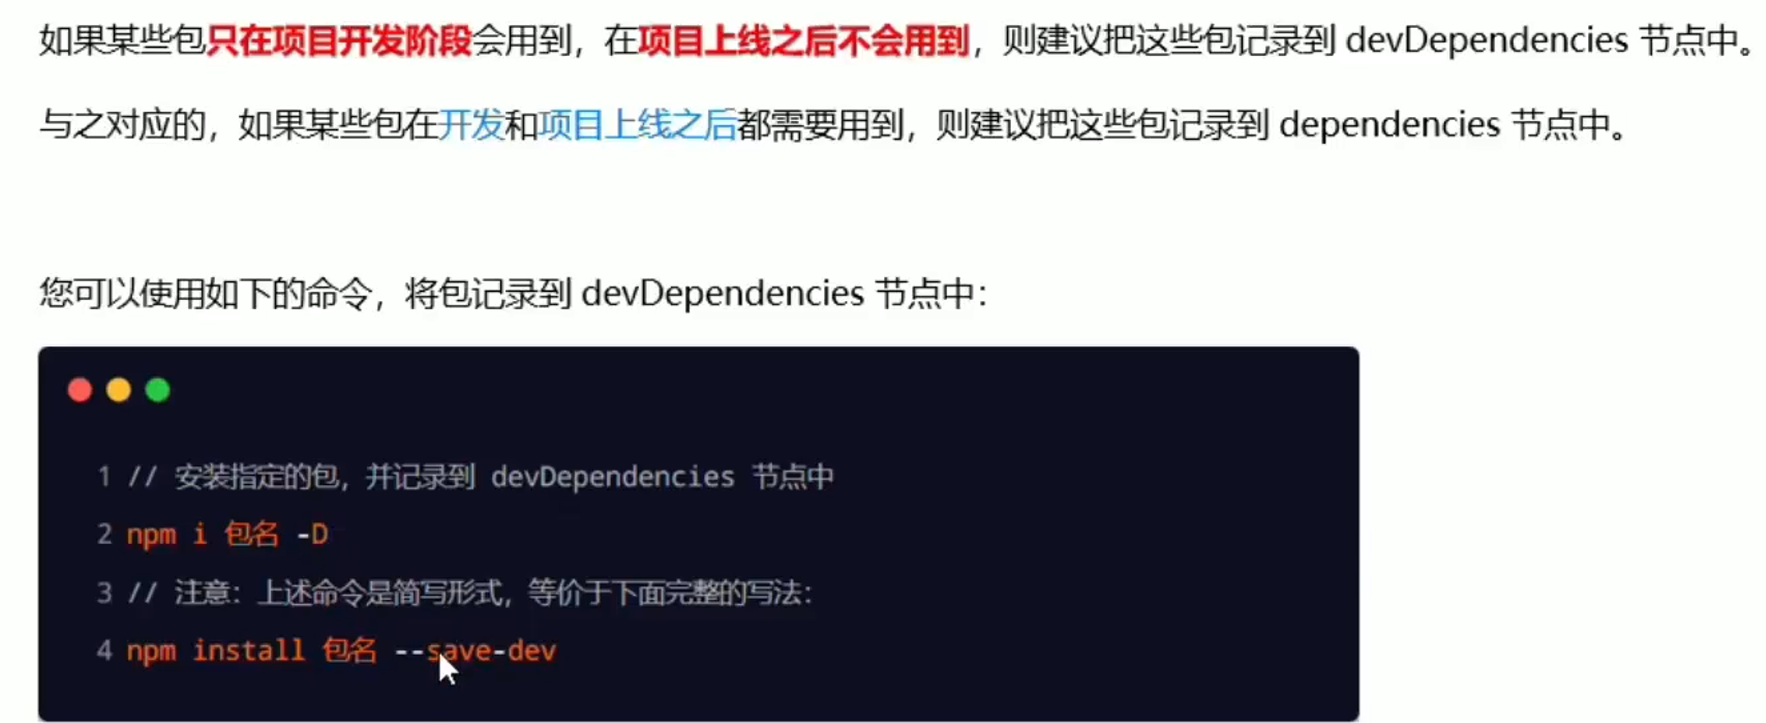 如果某些包只在项目开发阶段会用到，在项目上线之后不会用到，则建议把这些包记录到 devDependencies 节点中。
与之对应的，如果某些包在开发和项目上线之后都需要用到，则建议把这些包记录到 dependencies 节点中。
您可以使用如下的命令，将包记录到 devDependencies 节点中：
1 // 安装指定的包，并记录到 devDependencies 节点中
2 npm i 包名 -D
3 // 注意：上述命令是简写形式，等价于下面完整的写法：
4 npm install 包名 --save-dev